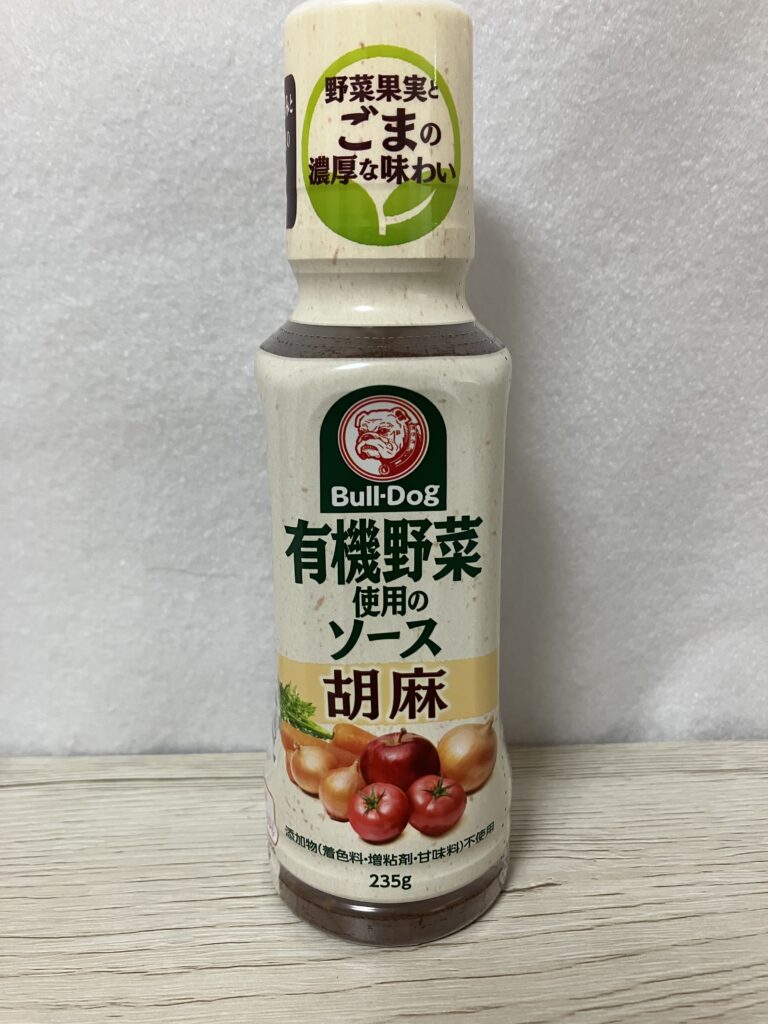 野菜果実と
ごまの
濃厚な味わい
Bull-Dog
有機野菜
使用の
ソース
胡麻
添加物(着色料・増粘剤・甘味料)不使用
235g